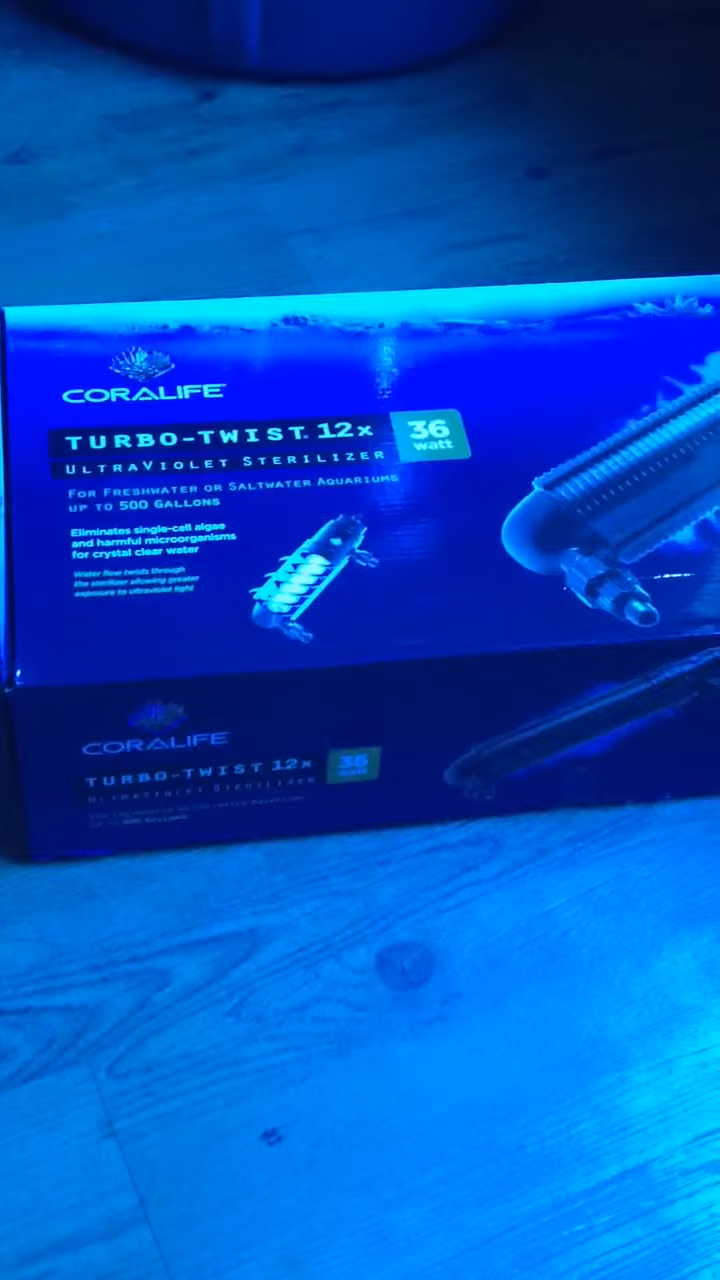 CORALIFE
TURBO-TWIST® 12x
36
watt
ULTRAVIOLET STERILIZER
FOR FRESHWATER OR SALTWATER AQUARIUMS
UP TO 500 GALLONS
Eliminates single-cell algae
and harmful microorganisms
for crystal clear water
Water flow twists through
the sterilizer allowing greater
exposure to ultraviolet light
CORALIFE
TURBO-TWIST 12x
36
watt
ULTRAVIOLET STERILIZER